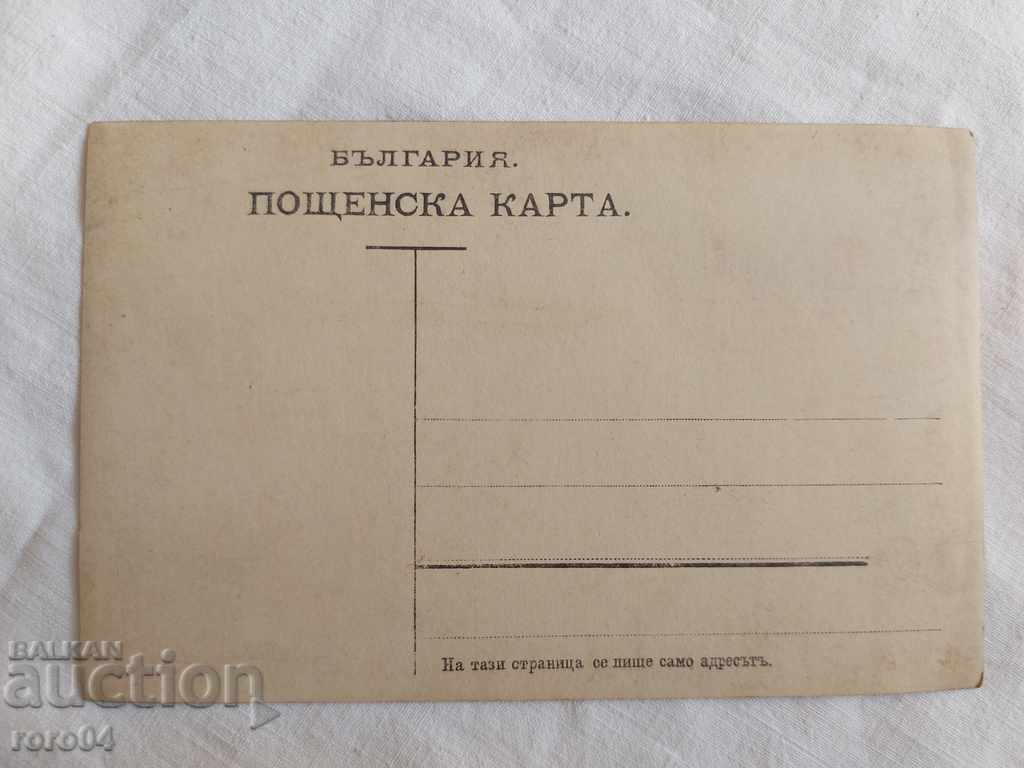 БЪЛГАРИЯ.
ПОЩЕНСКА КАРТА.
На тази страница се пише само адресътъ.
BALKAN
auction
roro04